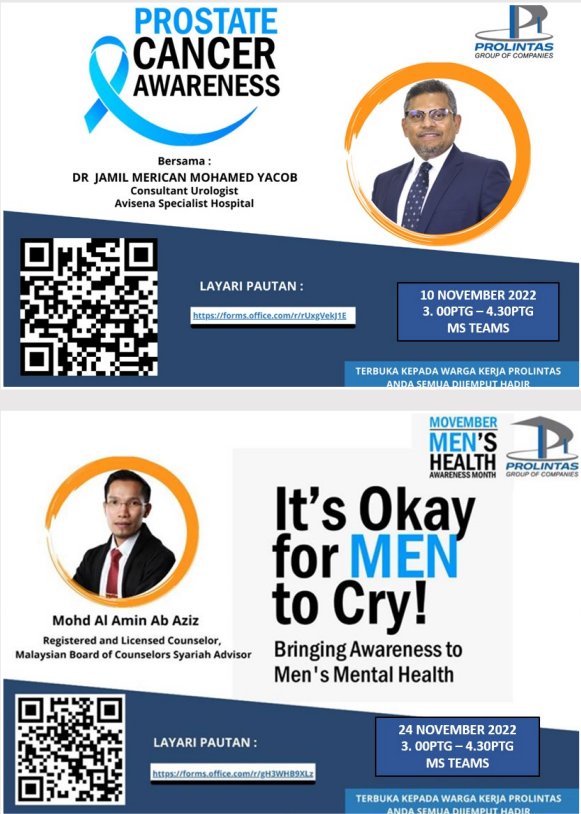 PROSTATE
CANCER
AWARENESS
PROLINTAS
GROUP OF COMPANIES
Bersama :
DR JAMIL MERICAN MOHAMED YACOB
Consultant Urologist
Avisena Specialist Hospital
LAYARI PAUTAN :
https://forms.office.com/r/rUxgVekJ1E
10 NOVEMBER 2022
3. 00PTG – 4.30PTG
MS TEAMS
TERBUKA KEPADA WARGA KERJA PROLINTAS
ANDA SEMUA DIJEMPUT HADIR
MOVEMBER
MEN'S
HEALTH
AWARENESS MONTH
PROLINTAS
GROUP OF COMPANIES
It's Okay
for MEN
to Cry!
Bringing Awareness to
Men's Mental Health
Mohd Al Amin Ab Aziz
Registered and Licensed Counselor,
Malaysian Board of Counselors Syariah Advisor
LAYARI PAUTAN :
https://forms.office.com/r/gH3WHB9XLz
24 NOVEMBER 2022
3. 00PTG – 4.30PTG
MS TEAMS
TERBUKA KEPADA WARGA KERJA PROLINTAS
ANDA SEMUA DIJEMPUT HADIR